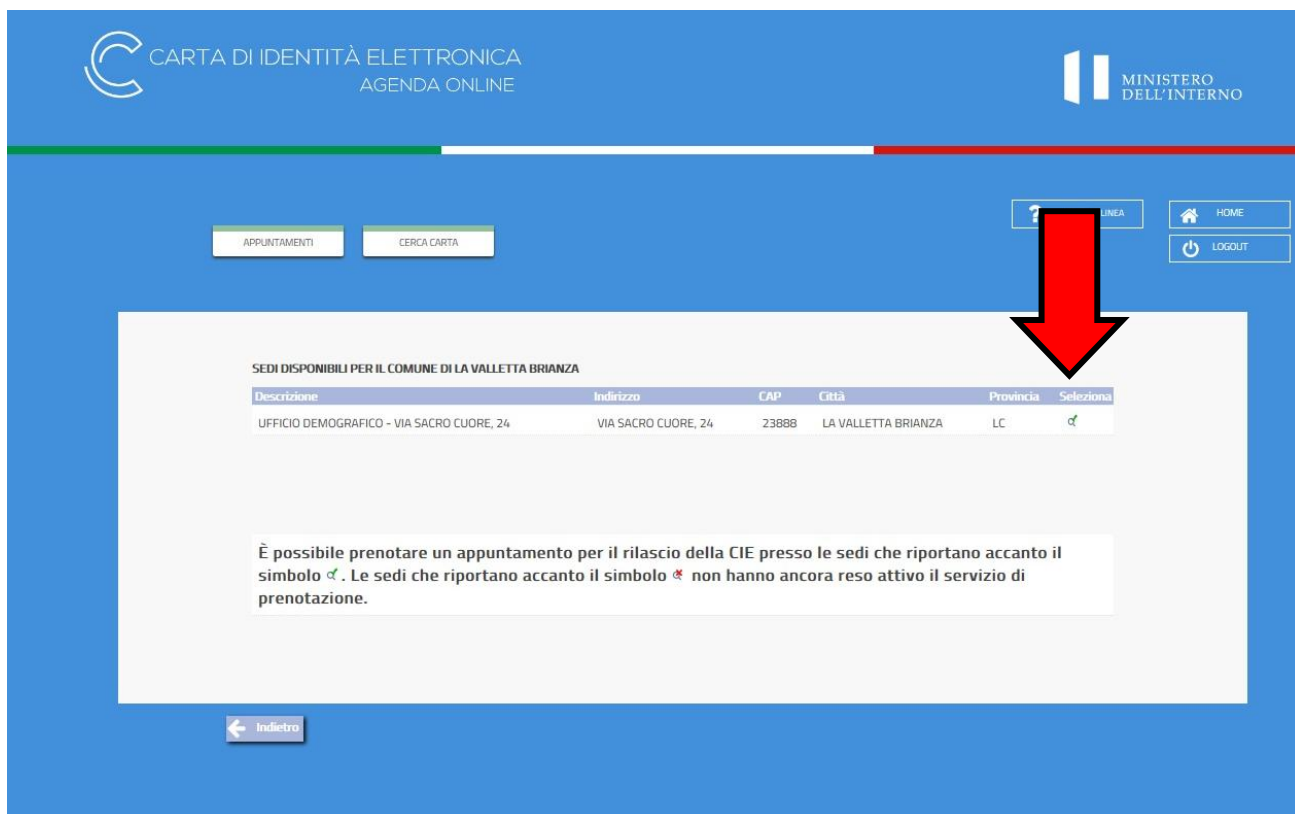 CARTA DI IDENTITÀ ELETTRONICA
AGENDA ONLINE
MINISTERO
DELL'INTERNO
? LINEA
HOME
APPUNTAMENTI
CERCA CARTA
LOGOUT
SEDI DISPONIBILI PER IL COMUNE DI LA VALLETTA BRIANZA
Descrizione Indirizzo CAP Città Provincia Seleziona
UFFICIO DEMOGRAFICO - VIA SACRO CUORE, 24 VIA SACRO CUORE, 24 23888 LA VALLETTA BRIANZA LC
È possibile prenotare un appuntamento per il rilascio della CIE presso le sedi che riportano accanto il
simbolo . Le sedi che riportano accanto il simbolo non hanno ancora reso attivo il servizio di
prenotazione.
Indietro